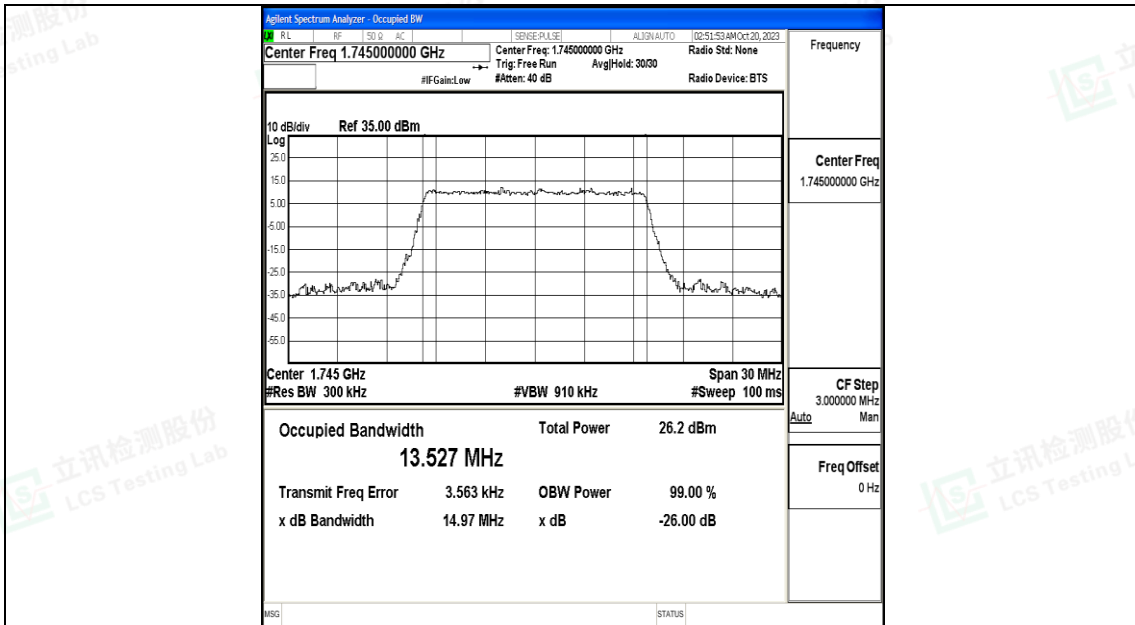 Agilent Spectrum Analyzer - Occupied BW
RL RF 50 Ω AC SENSE:PULSE ALIGN AUTO 02:51:53 AM Oct 20, 2023
Center Freq 1.745000000 GHz
Center Freq: 1.745000000 GHz
Radio Std: None
Trig: Free Run Avg|Hold: 30/30
#IFGain:Low #Atten: 40 dB Radio Device: BTS
Frequency
10 dB/div Ref 35.00 dBm
Log
25.0
15.0
5.00
-5.00
-15.0
-25.0
-35.0
-45.0
-55.0
Center 1.745 GHz Span 30 MHz
#Res BW 300 kHz #VBW 910 kHz #Sweep 100 ms
Center Freq
1.745000000 GHz
CF Step
3.000000 MHz
Auto Man
Freq Offset
0 Hz
Occupied Bandwidth Total Power 26.2 dBm
13.527 MHz
Transmit Freq Error 3.563 kHz OBW Power 99.00 %
x dB Bandwidth 14.97 MHz x dB -26.00 dB
MSG STATUS
立讯检测股份
LCS Testing Lab
立讯检测股份
LCS Testing L